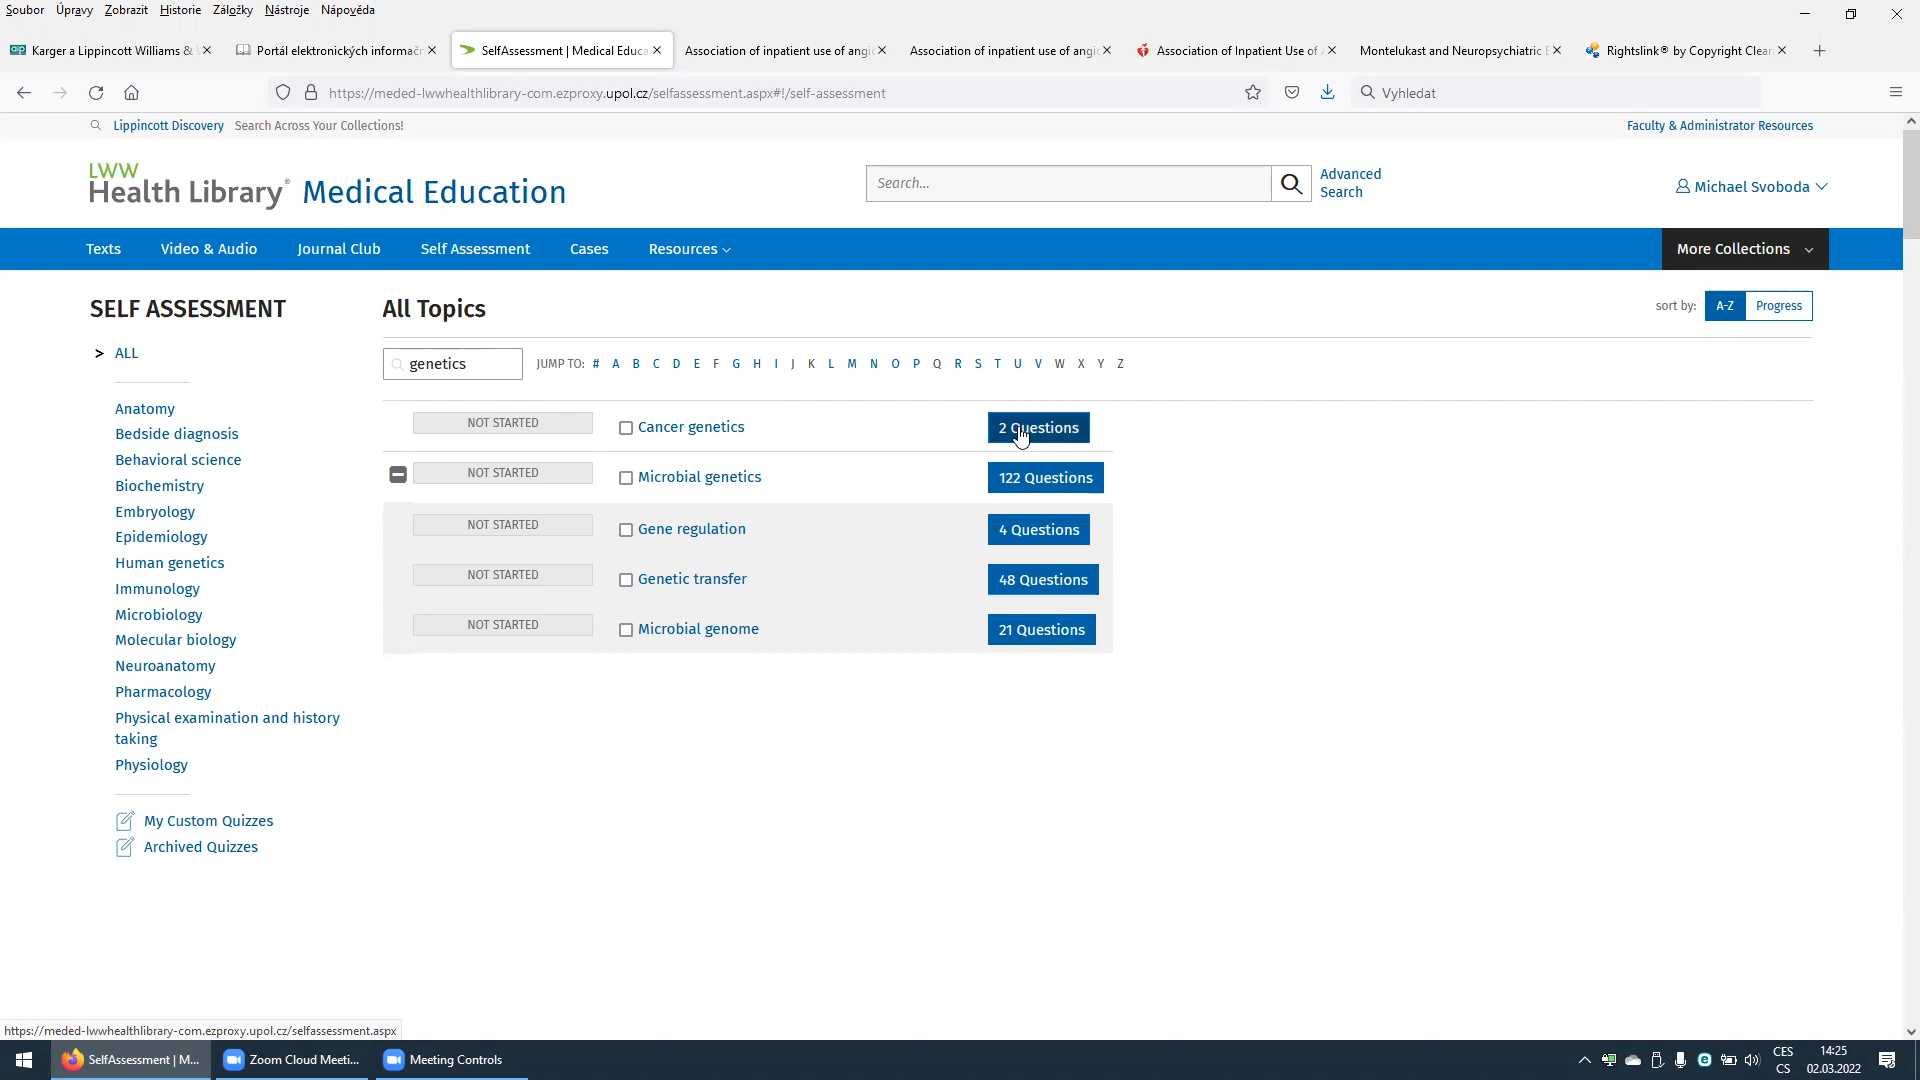 Soubor Úpravy Zobrazit Historie Záložky Nástroje Nápověda
Karger a Lippincott Williams &
Portál elektronických informačn
SelfAssessment | Medical Educa
Association of inpatient use of angio
Association of inpatient use of angio
Association of Inpatient Use of
Montelukast and Neuropsychiatric E
Rightslink® by Copyright Clear
https://meded-lwwhealthlibrary-com.ezproxy.upol.cz/selfassessment.aspx#!/self-assessment
Vyhledat
Lippincott Discovery Search Across Your Collections!
Faculty & Administrator Resources
LWW
Health Library® Medical Education
Search...
Advanced
Search
Michael Svoboda
Texts Video & Audio Journal Club Self Assessment Cases Resources
More Collections
SELF ASSESSMENT
All Topics
sort by: A-Z Progress
> ALL
genetics
JUMP TO: # A B C D E F G H I J K L M N O P Q R S T U V W X Y Z
Anatomy
Bedside diagnosis
Behavioral science
Biochemistry
Embryology
Epidemiology
Human genetics
Immunology
Microbiology
Molecular biology
Neuroanatomy
Pharmacology
Physical examination and history
taking
Physiology
My Custom Quizzes
Archived Quizzes
NOT STARTED Cancer genetics 2 Questions
NOT STARTED Microbial genetics 122 Questions
NOT STARTED Gene regulation 4 Questions
NOT STARTED Genetic transfer 48 Questions
NOT STARTED Microbial genome 21 Questions
https://meded-lwwhealthlibrary-com.ezproxy.upol.cz/selfassessment.aspx
SelfAssessment | M...
Zoom Cloud Meeti...
Meeting Controls
CES
CS
14:25
02.03.2022